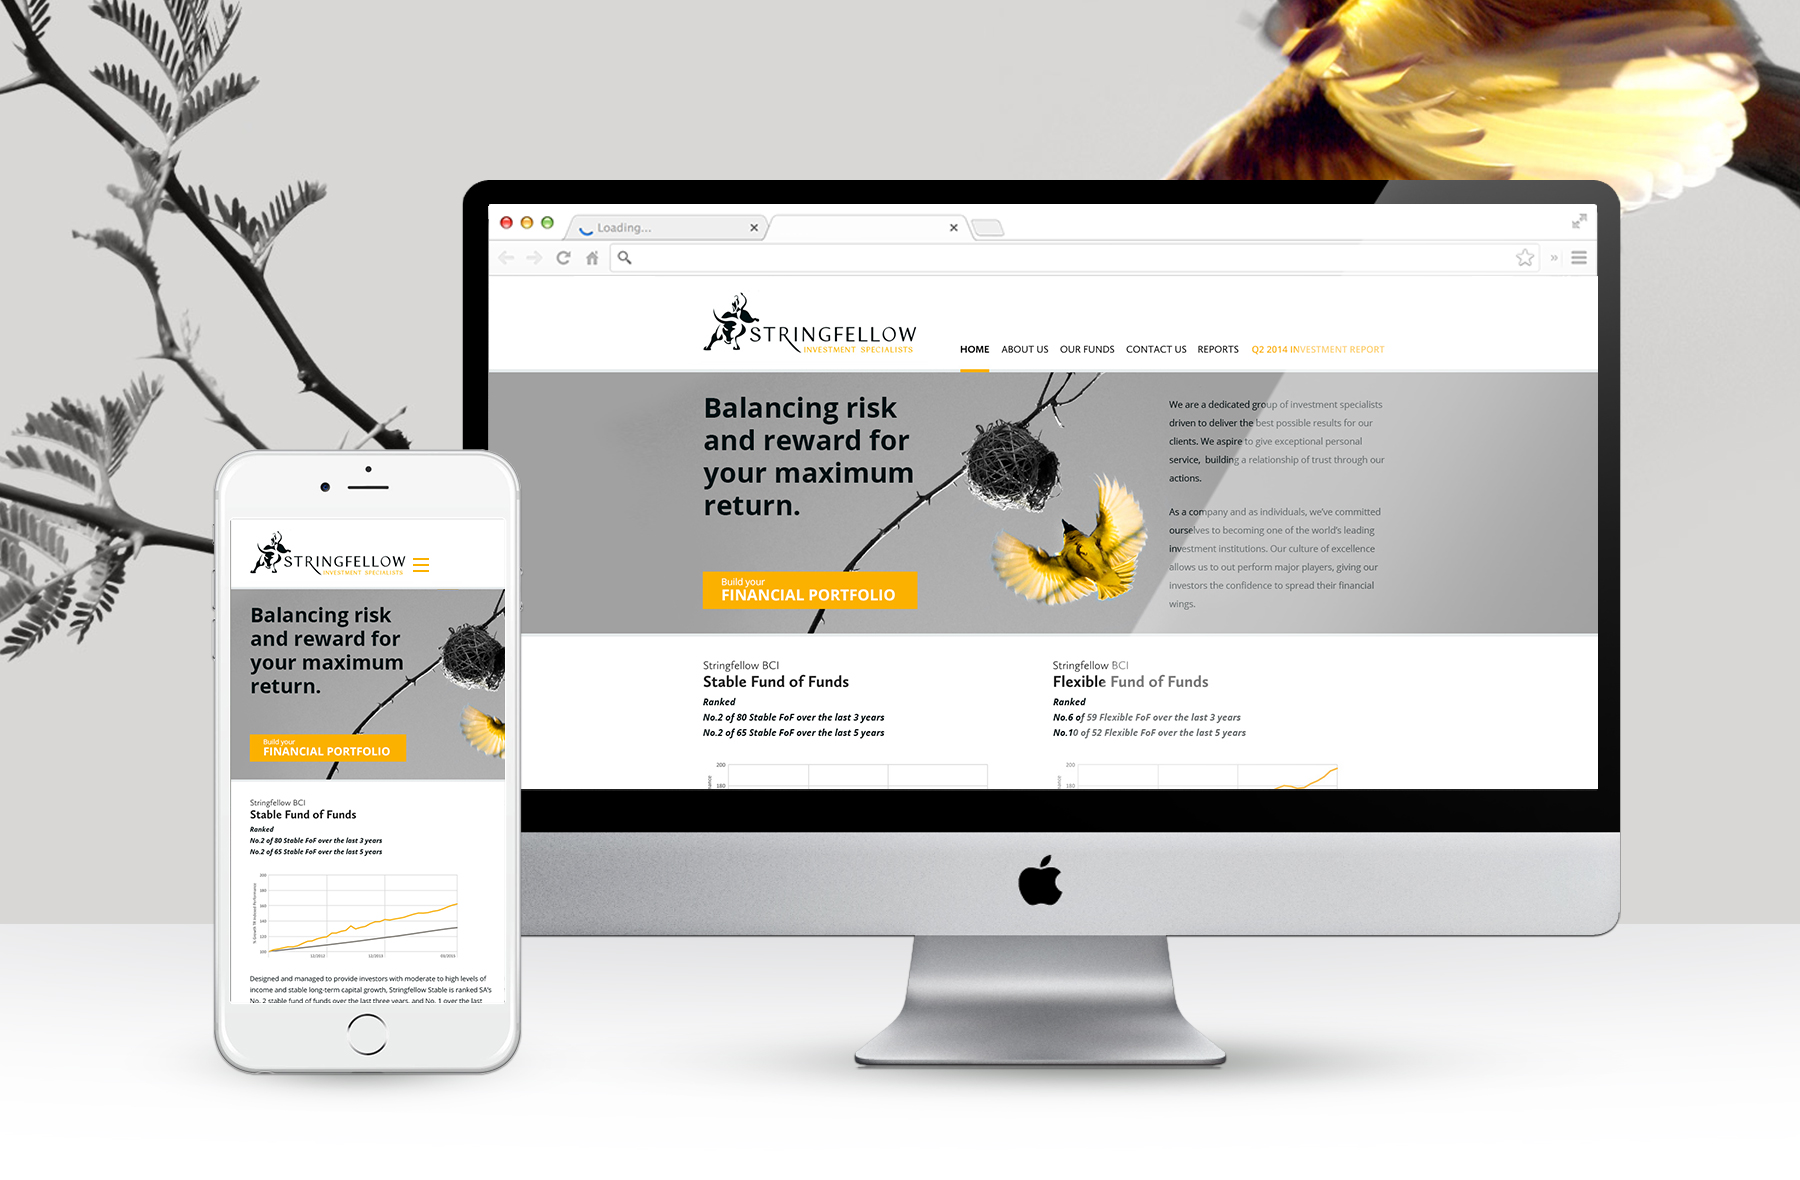 Loading...
STRINGFELLOW
INVESTMENT SPECIALISTS
HOME ABOUT US OUR FUNDS CONTACT US REPORTS Q2 2014 INVESTMENT REPORT
Balancing risk
and reward for
your maximum
return.
Build your
FINANCIAL PORTFOLIO
We are a dedicated group of investment specialists
driven to deliver the best possible results for our
clients. We aspire to give exceptional personal
service, building a relationship of trust through our
actions.
As a company and as individuals, we've committed
ourselves to becoming one of the world's leading
investment institutions. Our culture of excellence
allows us to out perform major players, giving our
investors the confidence to spread their financial
wings.
Stringfellow BCI
Stable Fund of Funds
Ranked
No.2 of 80 Stable FoF over the last 3 years
No.2 of 65 Stable FoF over the last 5 years
200
180
Stringfellow BCI
Flexible Fund of Funds
Ranked
No.6 of 59 Flexible FoF over the last 3 years
No.10 of 52 Flexible FoF over the last 5 years
200
180
STRINGFELLOW
INVESTMENT SPECIALISTS
Balancing risk
and reward for
your maximum
return.
Build your
FINANCIAL PORTFOLIO
Stringfellow BCI
Stable Fund of Funds
Ranked
No.2 of 80 Stable FoF over the last 3 years
No.2 of 65 Stable FoF over the last 5 years
200
180
160
140
120
100
Designed and managed to provide investors with moderate to high levels of
income and stable long-term capital growth, Stringfellow Stable is ranked SA's
No. 2 stable fund of funds over the last three years, and No. 1 over the last